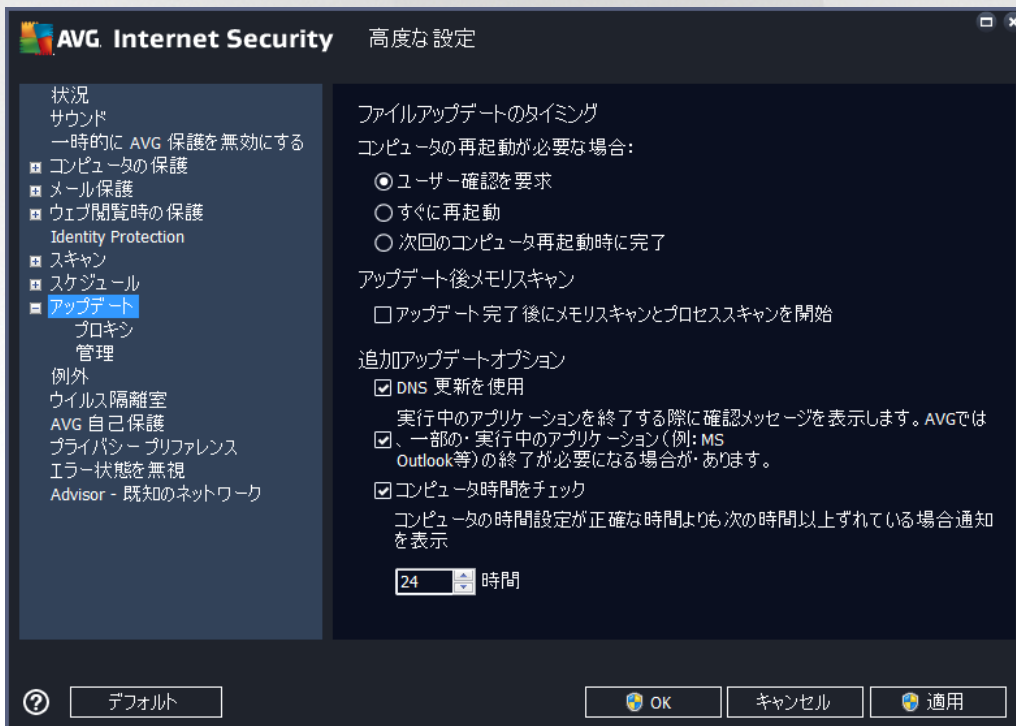 AVG Internet Security 高度な設定
状況
サウンド
一時的に AVG 保護を無効にする
コンピュータの保護
メール保護
ウェブ閲覧時の保護
Identity Protection
スキャン
スケジュール
アップデート
プロキシ
管理
例外
ウイルス隔離室
AVG 自己保護
プライバシー プリファレンス
エラー状態を無視
Advisor - 既知のネットワーク
ファイルアップデートのタイミング
コンピュータの再起動が必要な場合:
ユーザー確認を要求
すぐに再起動
次回のコンピュータ再起動時に完了
アップデート後メモリスキャン
アップデート完了後にメモリスキャンとプロセススキャンを開始
追加アップデートオプション
DNS 更新を使用
実行中のアプリケーションを終了する際に確認メッセージを表示します。AVGでは
、一部の・実行中のアプリケーション(例: MS
Outlook等)の終了が必要になる場合が・あります。
コンピュータ時間をチェック
コンピュータの時間設定が正確な時間よりも次の時間以上ずれている場合通知
を表示
24 時間
? デフォルト OK キャンセル 適用